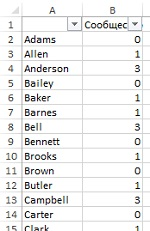 A B
1 Сообщес
2 Adams 0
3 Allen 1
4 Anderson 3
5 Bailey 0
6 Baker 1
7 Barnes 1
8 Bell 3
9 Bennett 0
10 Brooks 1
11 Brown 0
12 Butler 1
13 Campbell 3
14 Carter 0
15 Clark 1